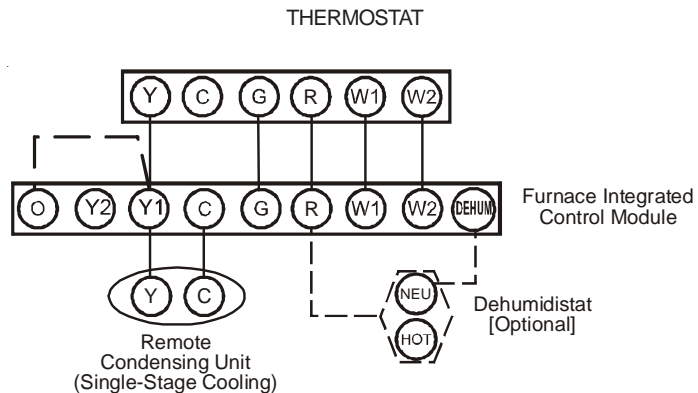 THERMOSTAT
Y C G R W1 W2
O Y2 Y1 C G R W1 W2 DEHUM
Furnace Integrated
Control Module
Y C
NEU
HOT
Dehumidistat
[Optional]
Remote
Condensing Unit
(Single-Stage Cooling)